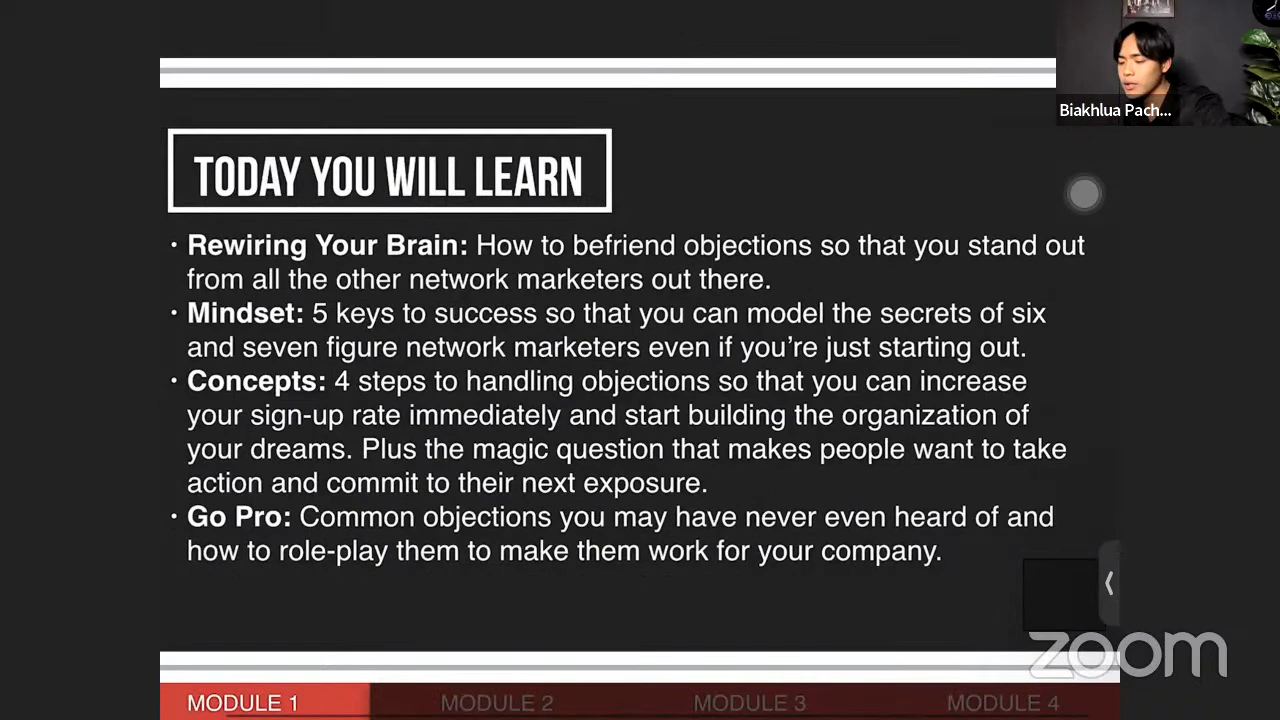 Biakhlua Pach...
TODAY YOU WILL LEARN
· Rewiring Your Brain: How to befriend objections so that you stand out
from all the other network marketers out there.
· Mindset: 5 keys to success so that you can model the secrets of six
and seven figure network marketers even if you’re just starting out.
· Concepts: 4 steps to handling objections so that you can increase
your sign-up rate immediately and start building the organization of
your dreams. Plus the magic question that makes people want to take
action and commit to their next exposure.
· Go Pro: Common objections you may have never even heard of and
how to role-play them to make them work for your company.
zoom
MODULE 1 MODULE 2 MODULE 3 MODULE 4